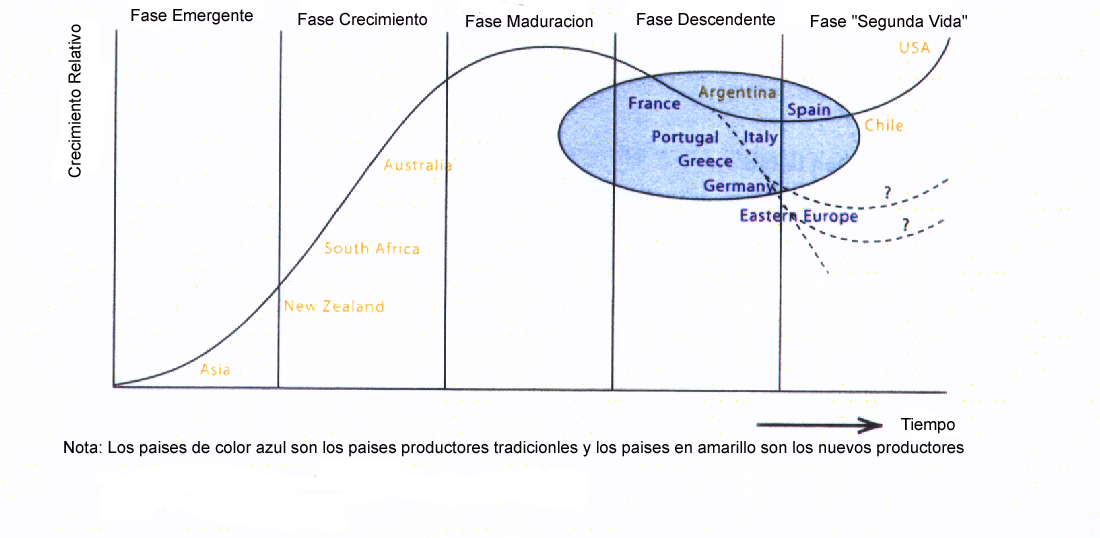 Fase Emergente
Fase Crecimiento
Fase Maduracion
Fase Descendente
Fase "Segunda Vida"
Crecimiento Relativo
USA
Argentina
France
Spain
Chile
Portugal
Italy
Australia
Greece
Germany
Eastern Europe
?
?
South Africa
New Zealand
Asia
Tiempo
Nota: Los paises de color azul son los paises productores tradicionles y los paises en amarillo son los nuevos productores